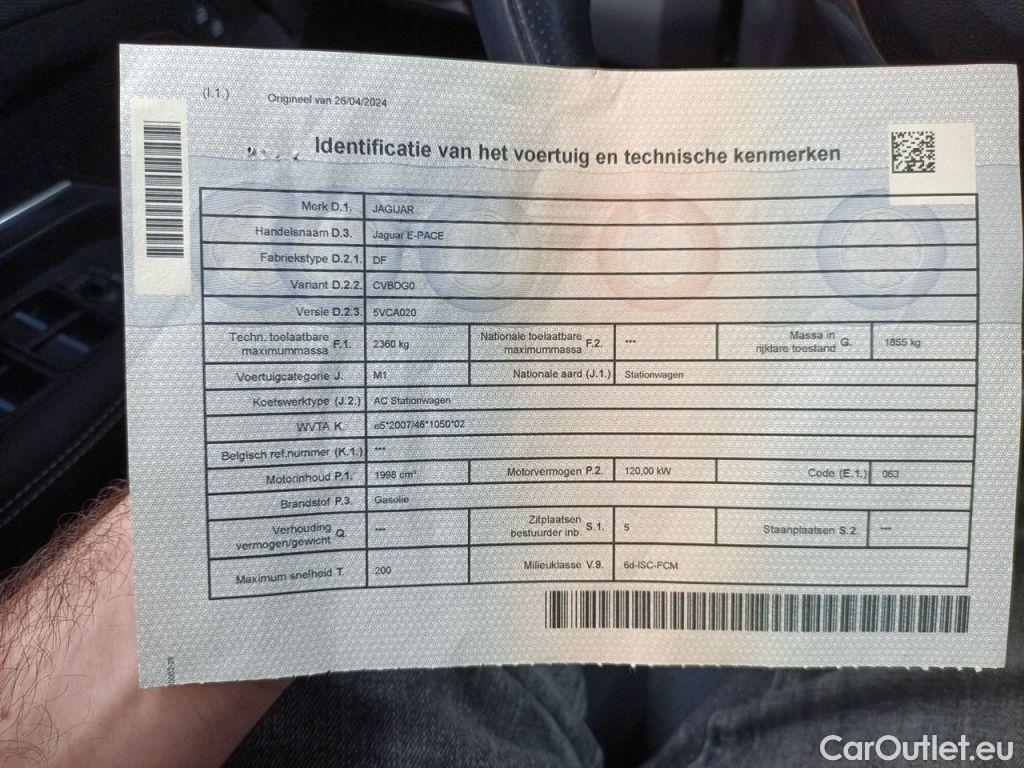 (I.1.) Origineel van 26/04/2024
Identificatie van het voertuig en technische kenmerken
Merk D.1. JAGUAR
Handelsnaam D.3. Jaguar E-PACE
Fabriekstype D.2.1. DF
Variant D.2.2. CVBDG0
Versie D.2.3. 5VCA020
Techn. toelaatbare maximummassa F.1. 2360 kg Nationale toelaatbare maximummassa F.2. *** Massa in rijklare toestand G. 1855 kg
Voertuigcategorie J. M1 Nationale aard (J.1.) Stationwagen
Koetswerktype (J.2.) AC Stationwagen
WVTA K. e5*2007/46*1050*02
Belgisch ref.nummer (K.1.) ***
Motorinhoud P.1. 1998 cm³ Motorvermogen P.2. 120,00 kW Code (E.1.) 063
Brandstof P.3. Gasolie
Verhouding vermogen/gewicht Q. *** Zitplaatsen bestuurder inb. S.1. 5 Staanplaatsen S.2. ***
Maximum snelheid T. 200 Milieuklasse V.9. 6d-ISC-FCM
CarOutlet.eu